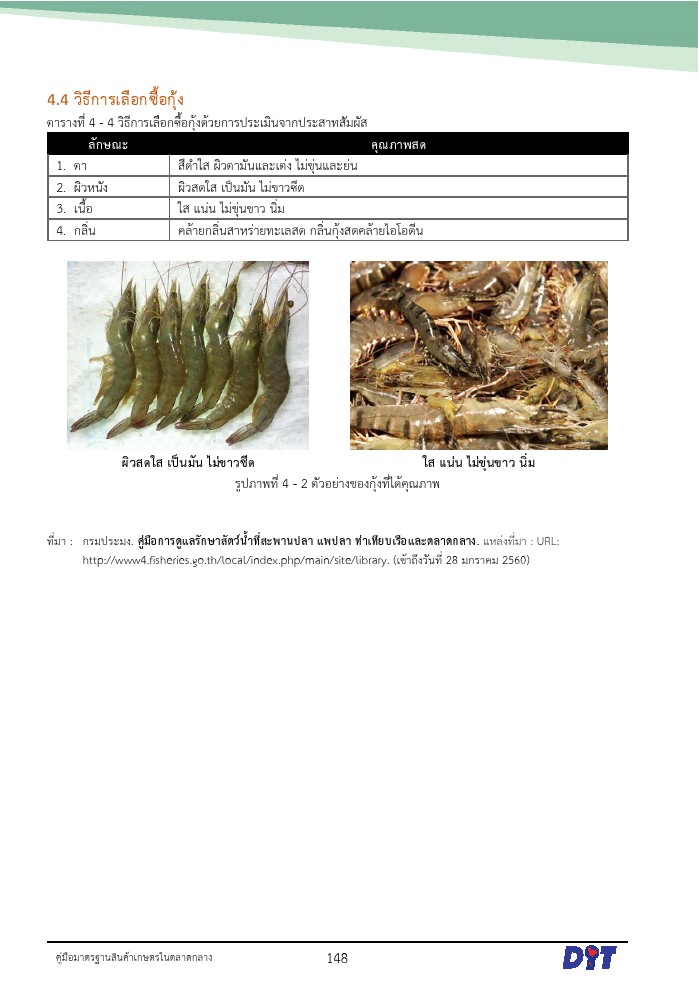 4.4 วิธีการเลือกซื้อกุ้ง
ตารางที่ 4 - 4 วิธีการเลือกซื้อกุ้งด้วยการประเมินจากประสาทสัมผัส
ลักษณะ คุณภาพสด
1. ตา สีดำใส ผิวตามันและเต่ง ไม่ขุ่นและย่น
2. ผิวหนัง ผิวสดใส เป็นมัน ไม่ขาวซีด
3. เนื้อ ใส แน่น ไม่ขุ่นขาว นิ่ม
4. กลิ่น คล้ายกลิ่นสาหร่ายทะเลสด กลิ่นกุ้งสดคล้ายไอโอดีน
ผิวสดใส เป็นมัน ไม่ขาวซีด ใส แน่น ไม่ขุ่นขาว นิ่ม
รูปภาพที่ 4 - 2 ตัวอย่างของกุ้งที่ได้คุณภาพ
ที่มา : กรมประมง. คู่มือการดูแลรักษาสัตว์น้ำที่สะพานปลา แพปลา ท่าเทียบเรือและตลาดกลาง. แหล่งที่มา : URL:
http://www4.fisheries.go.th/local/index.php/main/site/library. (เข้าถึงวันที่ 28 มกราคม 2560)
คู่มือมาตรฐานสินค้าเกษตรในตลาดกลาง 148 DIT